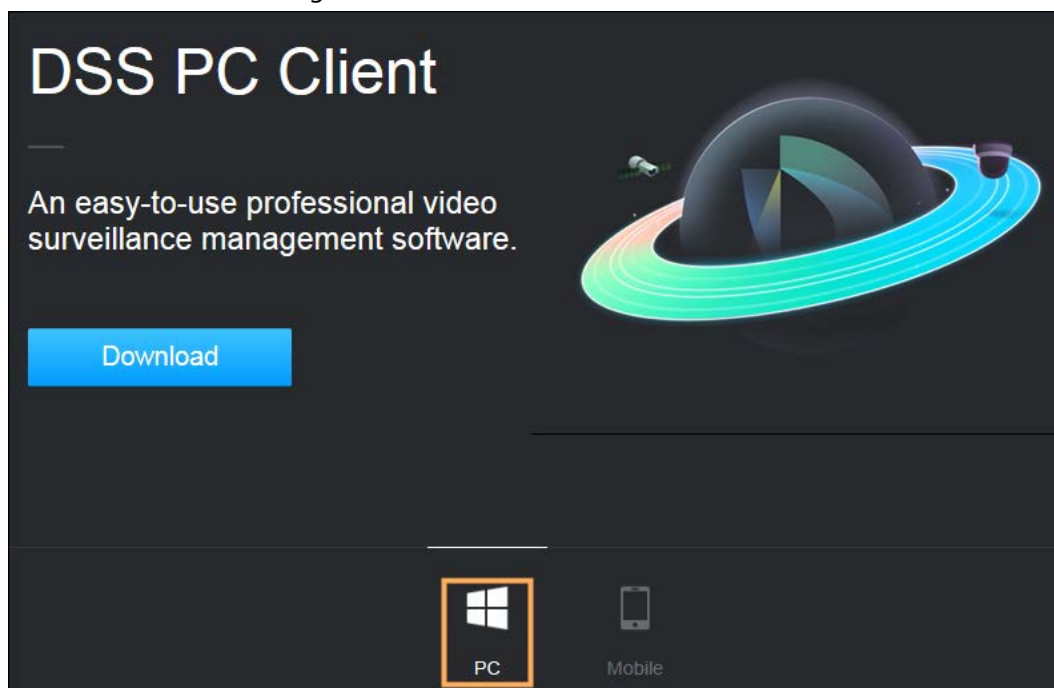 DSS PC Client
An easy-to-use professional video
surveillance management software.
Download
PC
Mobile